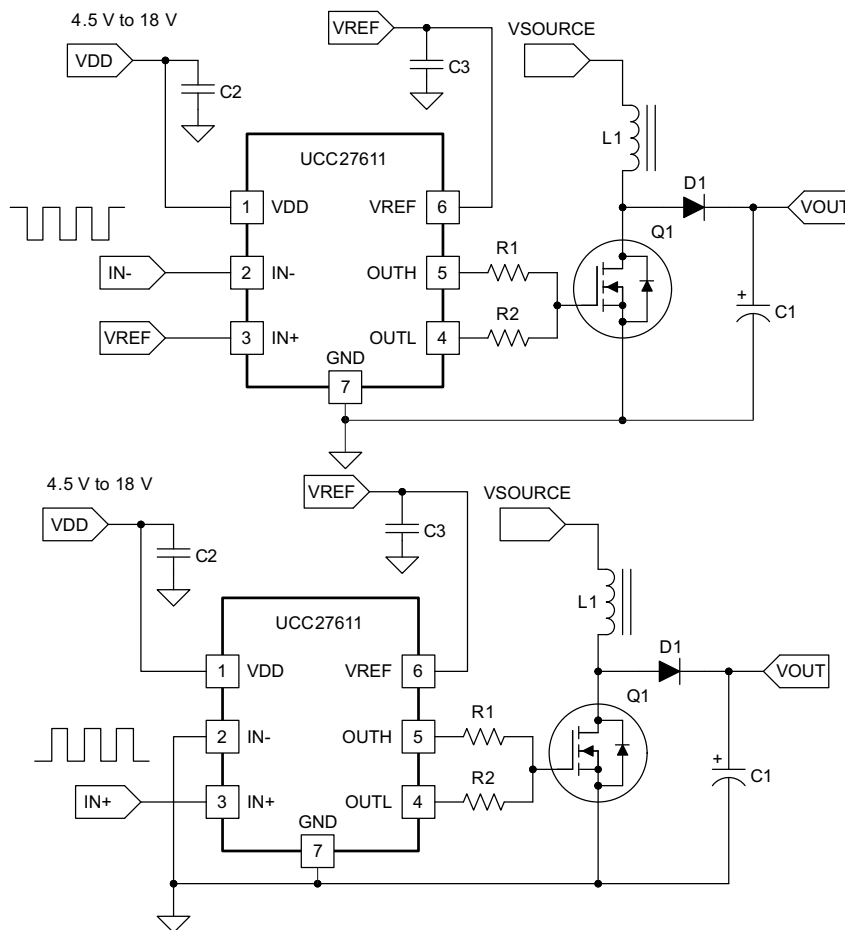 4.5 V to 18 V
VREF
VSOURCE
VDD
C2
C3
L1
UCC27611
D1
1 VDD
VREF 6
VOUT
Q1
IN-
2 IN-
OUTH 5
R1
+
C1
VREF
3 IN+
OUTL 4
R2
GND
7
4.5 V to 18 V
VREF
VSOURCE
VDD
C2
C3
L1
UCC27611
D1
1 VDD
VREF 6
VOUT
Q1
2 IN-
OUTH 5
R1
+
C1
IN+
3 IN+
OUTL 4
R2
GND
7